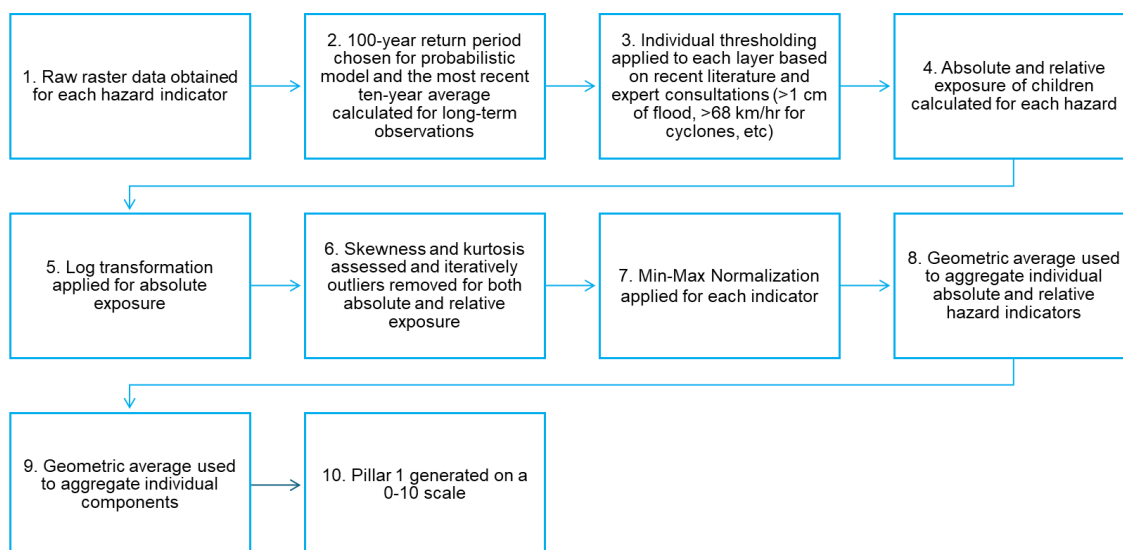 1. Raw raster data obtained
for each hazard indicator
2. 100-year return period
chosen for probabilistic
model and the most recent
ten-year average
calculated for long-term
observations
3. Individual thresholding
applied to each layer based
on recent literature and
expert consultations (>1 cm
of flood, >68 km/hr for
cyclones, etc)
4. Absolute and relative
exposure of children
calculated for each hazard
5. Log transformation
applied for absolute
exposure
6. Skewness and kurtosis
assessed and iteratively
outliers removed for both
absolute and relative
exposure
7. Min-Max Normalization
applied for each indicator
8. Geometric average used
to aggregate individual
absolute and relative
hazard indicators
9. Geometric average used
to aggregate individual
components
10. Pillar 1 generated on a
0-10 scale